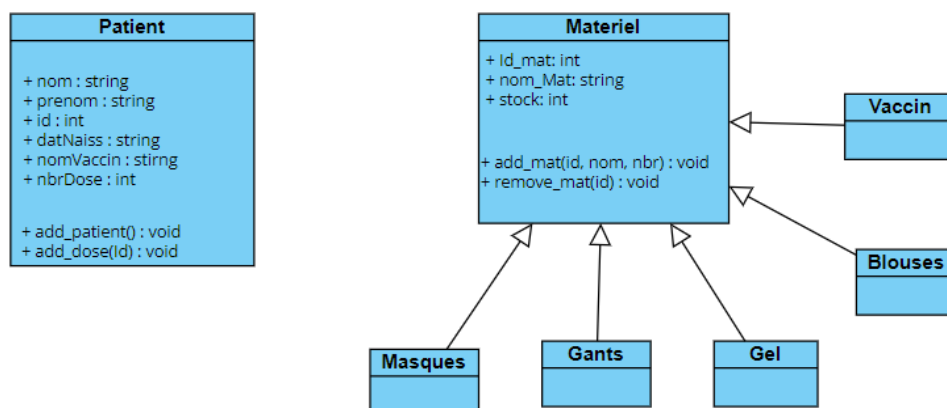 Patient
+ nom : string
+ prenom : string
+ id : int
+ datNaiss : string
+ nomVaccin : stirng
+ nbrDose : int
+ add_patient() : void
+ add_dose(Id) : void
Materiel
+ Id_mat: int
+ nom_Mat: string
+ stock: int
+ add_mat(id, nom, nbr) : void
+ remove_mat(id) : void
Vaccin
Blouses
Masques
Gants
Gel